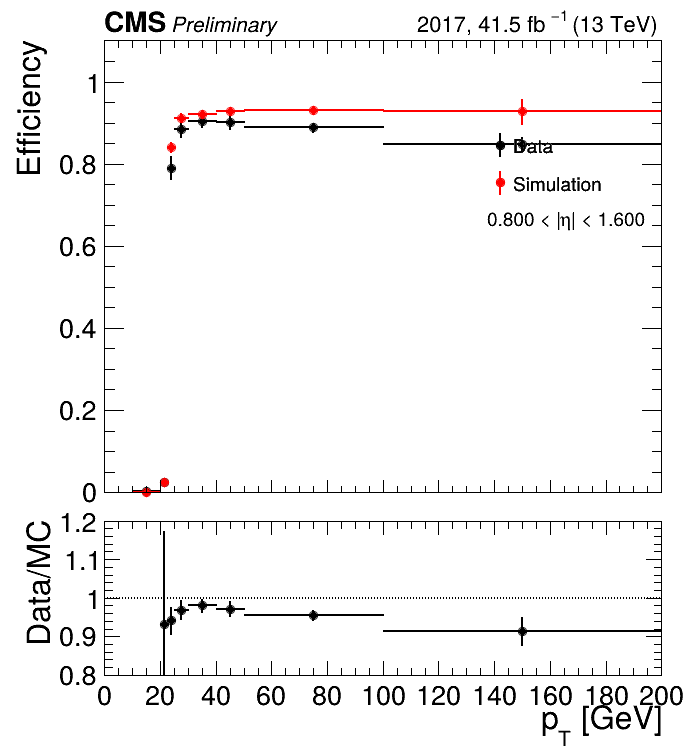 CMS Preliminary 2017, 41.5 fb⁻¹ (13 TeV)
Efficiency
1
0.8
0.6
0.4
0.2
0
Data
Simulation
0.800 < |η| < 1.600
Data/MC
1.2
1.1
1
0.9
0.8
0 20 40 60 80 100 120 140 160 180 200
p_T [GeV]